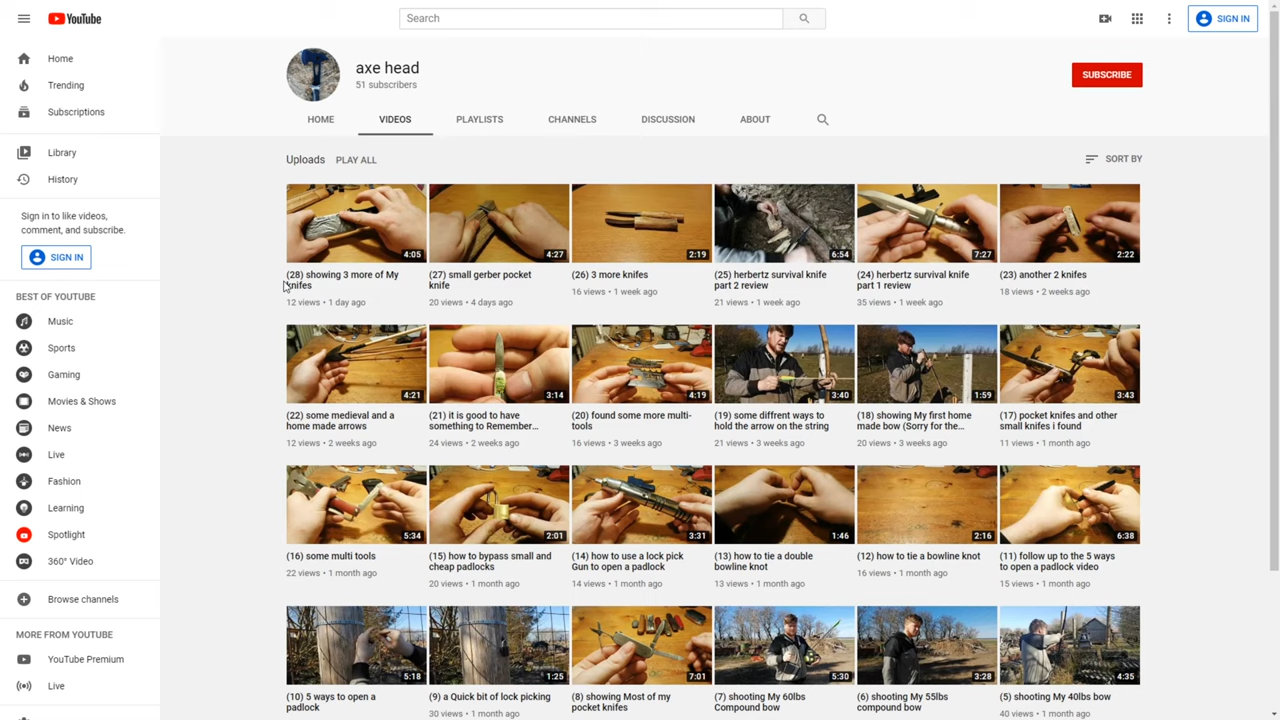 YouTube
Search
SIGN IN
Home
Trending
Subscriptions
Library
History
Sign in to like videos,
comment, and subscribe.
SIGN IN
BEST OF YOUTUBE
Music
Sports
Gaming
Movies & Shows
News
Live
Fashion
Learning
Spotlight
360° Video
Browse channels
MORE FROM YOUTUBE
YouTube Premium
Live
axe head
51 subscribers
SUBSCRIBE
HOME
VIDEOS
PLAYLISTS
CHANNELS
DISCUSSION
ABOUT
Uploads
PLAY ALL
SORT BY
4:05
(28) showing 3 more of My
knifes
12 views • 1 day ago
4:27
(27) small gerber pocket
knife
20 views • 4 days ago
2:19
(26) 3 more knifes
16 views • 1 week ago
6:54
(25) herbertz survival knife
part 2 review
21 views • 1 week ago
7:27
(24) herbertz survival knife
part 1 review
35 views • 1 week ago
2:22
(23) another 2 knifes
18 views • 2 weeks ago
4:21
(22) some medieval and a
home made arrows
12 views • 2 weeks ago
3:14
(21) it is good to have
something to Remember...
24 views • 2 weeks ago
4:19
(20) found some more multi-
tools
16 views • 3 weeks ago
3:40
(19) some diffrent ways to
hold the arrow on the string
21 views • 3 weeks ago
1:59
(18) showing My first home
made bow (Sorry for the...
20 views • 3 weeks ago
3:43
(17) pocket knifes and other
small knifes i found
11 views • 1 month ago
5:34
(16) some multi tools
22 views • 1 month ago
2:01
(15) how to bypass small and
cheap padlocks
20 views • 1 month ago
3:31
(14) how to use a lock pick
Gun to open a padlock
14 views • 1 month ago
1:46
(13) how to tie a double
bowline knot
13 views • 1 month ago
2:16
(12) how to tie a bowline knot
16 views • 1 month ago
6:38
(11) follow up to the 5 ways
to open a padlock video
15 views • 1 month ago
5:18
(10) 5 ways to open a
padlock
1:25
(9) a Quick bit of lock picking
30 views • 1 month ago
7:01
(8) showing Most of my
pocket knifes
5:30
(7) shooting My 60lbs
Compound bow
3:28
(6) shooting My 55lbs
compound bow
4:35
(5) shooting My 40lbs bow
40 views • 1 month ago